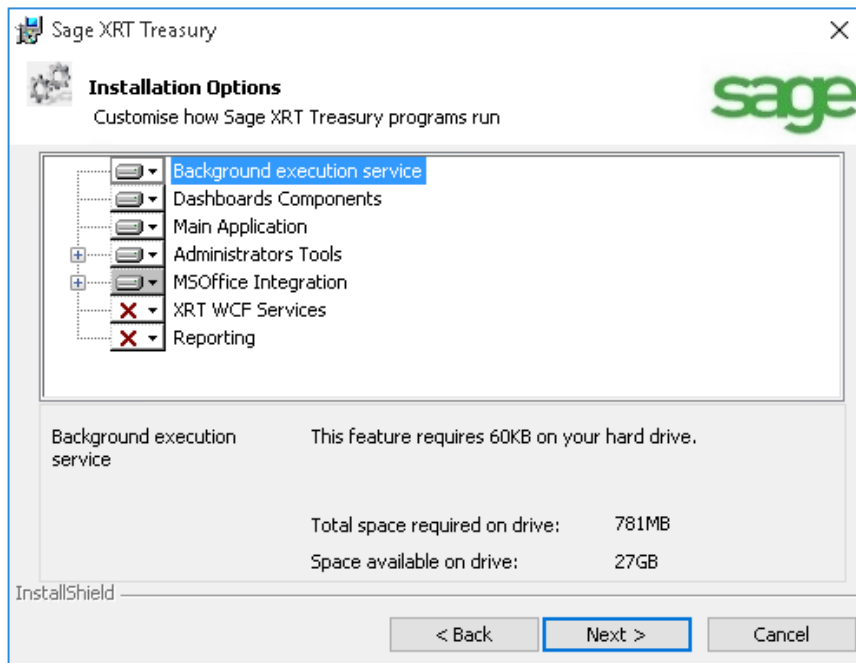 Sage XRT Treasury
Installation Options
Customise how Sage XRT Treasury programs run
sage
Background execution service
Dashboards Components
Main Application
Administrators Tools
MSOffice Integration
XRT WCF Services
Reporting
Background execution
service
This feature requires 60KB on your hard drive.
Total space required on drive: 781MB
Space available on drive: 27GB
InstallShield
< Back Next > Cancel